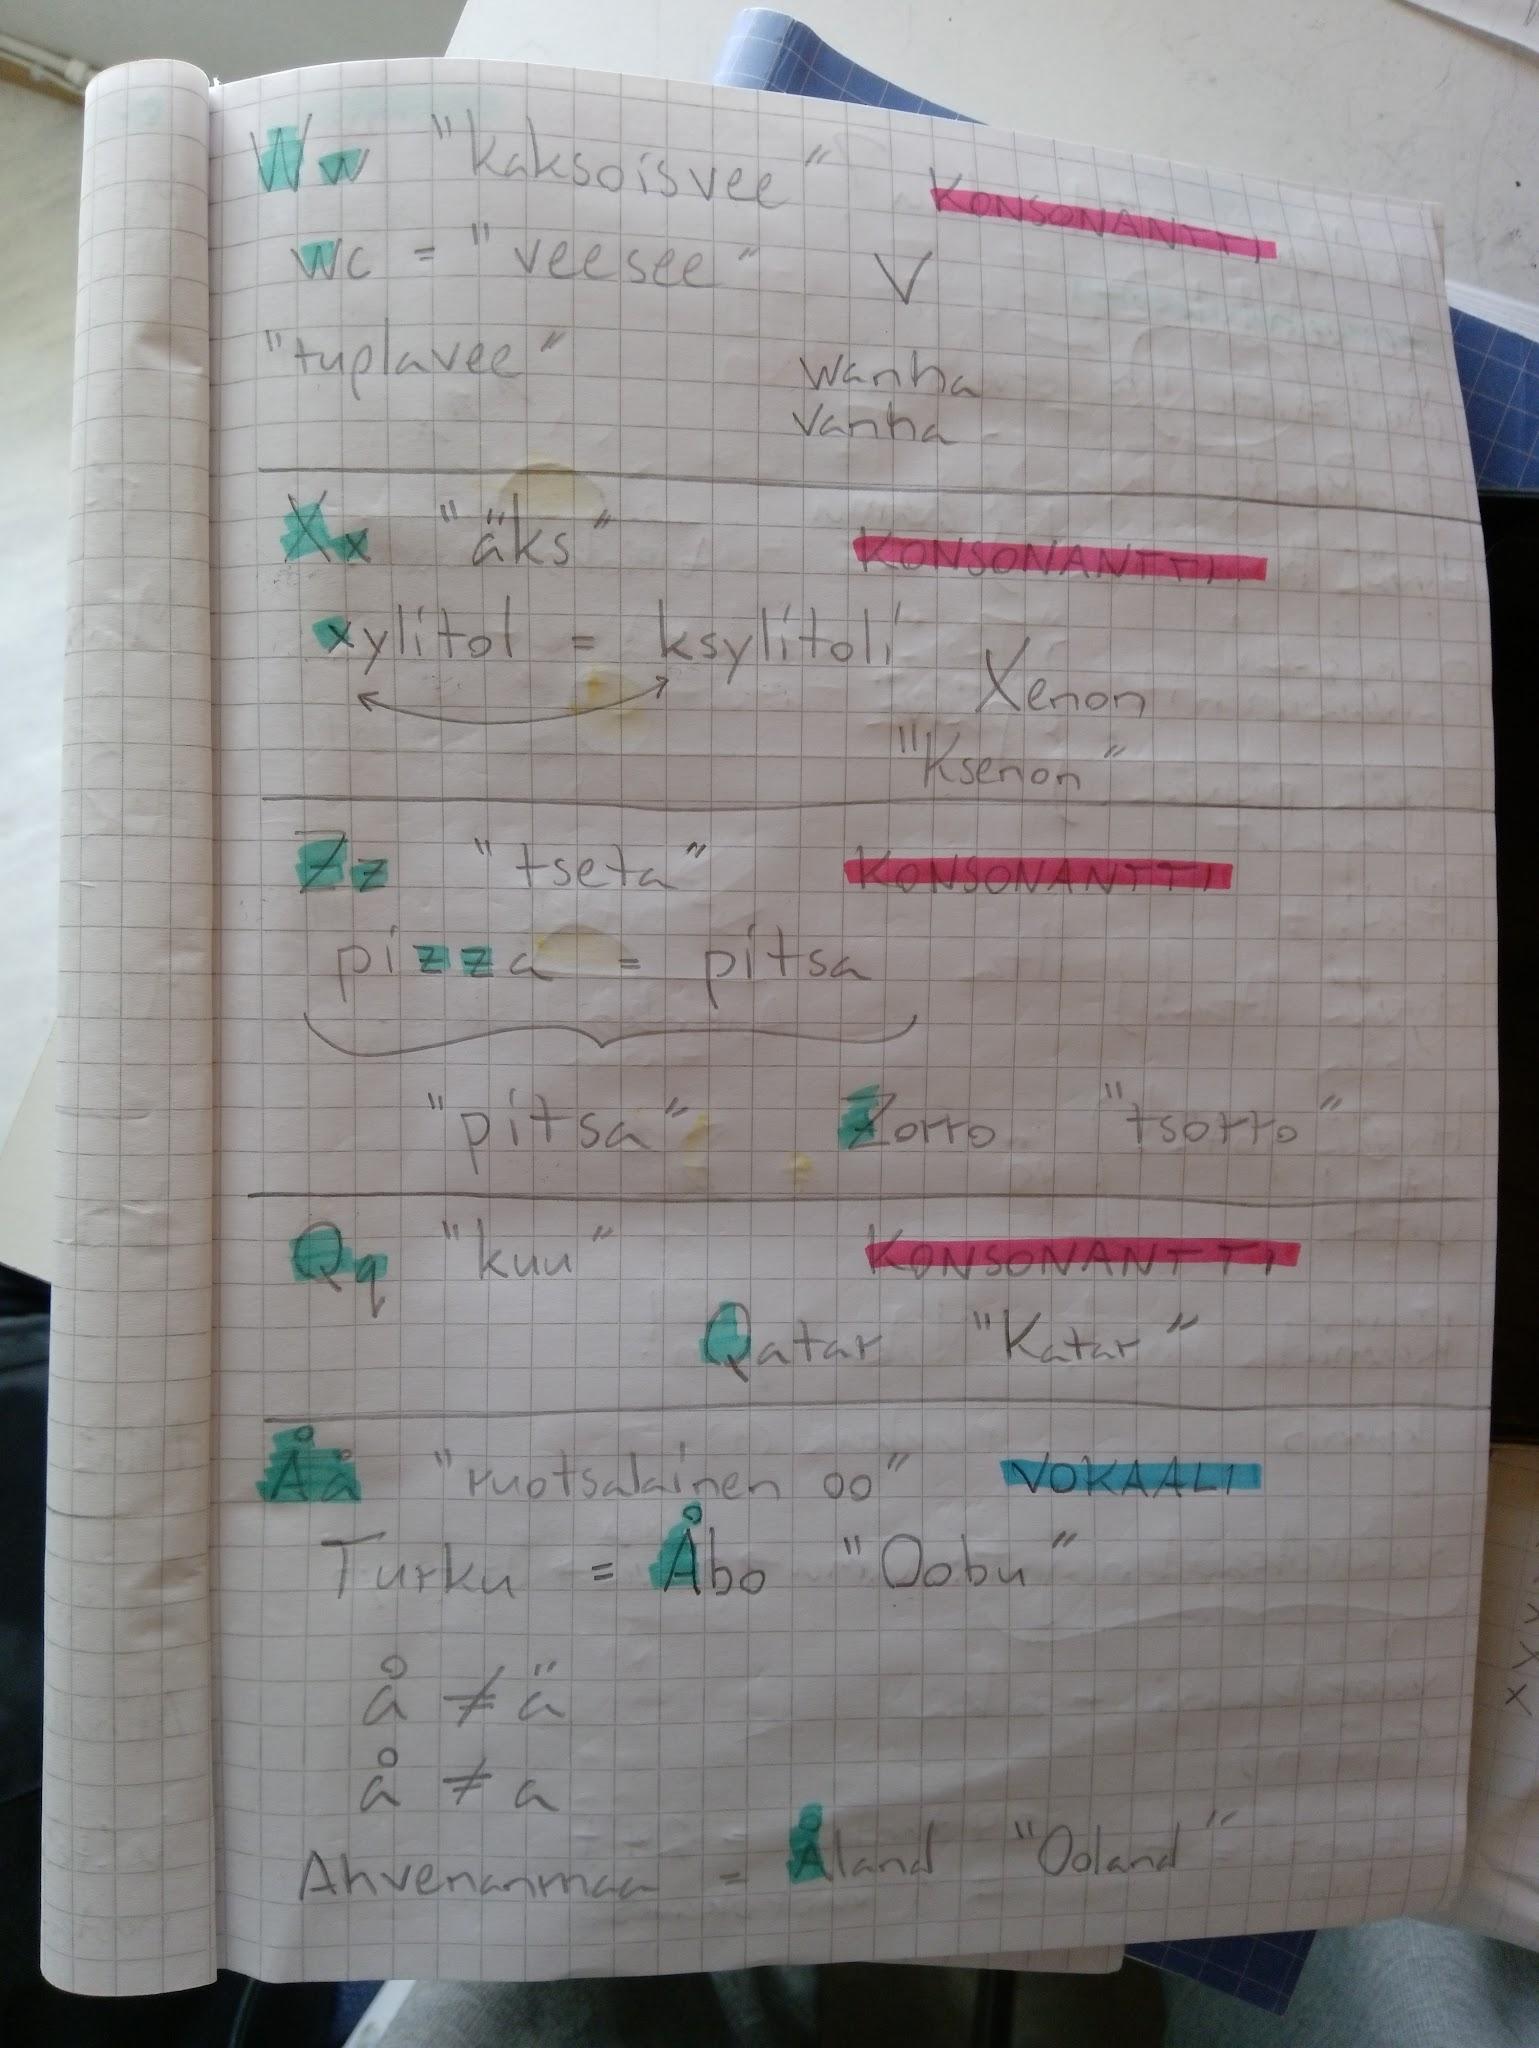 Ww "kaksoisvee" KONSONANTTI
wc = "veesee" V
"tuplavee" wanha
vanha
Xx "äks" KONSONANTTI
xylitol = ksylitoli
Xenon
"Ksenon"
Zz "tseta" KONSONANTTI
pizza = pitsa
"pitsa" Zorro "tsorro"
Qq "kuu" KONSONANTTI
Qatar "Katar"
Åå "ruotsalainen oo" VOKAALI
Turku = Åbo "Oobu"
å ≠ ä
å ≠ a
Ahvenanmaa = Åland "Ooland"
x x x